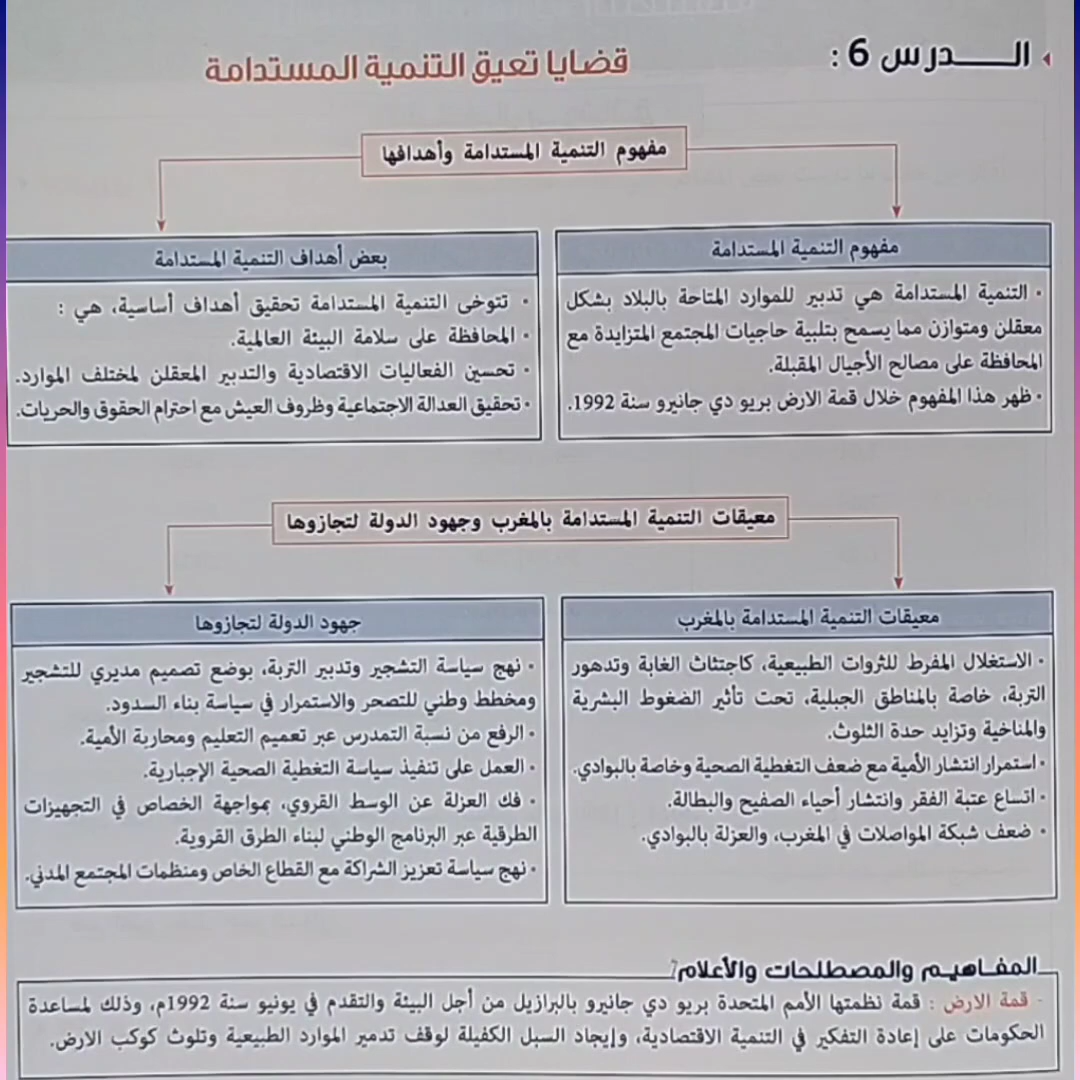 الـــــدرس 6 :
قضايا تعيق التنمية المستدامة
مفهوم التنمية المستدامة وأهدافها
مفهوم التنمية المستدامة
• التنمية المستدامة هي تدبير للموارد المتاحة بالبلاد بشكل
معقلن ومتوازن مما يسمح بتلبية حاجيات المجتمع المتزايدة مع
المحافظة على مصالح الأجيال المقبلة.
• ظهر هذا المفهوم خلال قمة الارض بريو دي جانيرو سنة 1992.
بعض أهداف التنمية المستدامة
• تتوخى التنمية المستدامة تحقيق أهداف أساسية، هي :
• المحافظة على سلامة البيئة العالمية.
• تحسين الفعاليات الاقتصادية والتدبير المعقلن لمختلف الموارد.
• تحقيق العدالة الاجتماعية وظروف العيش مع احترام الحقوق والحريات.
معيقات التنمية المستدامة بالمغرب وجهود الدولة لتجازوها
معيقات التنمية المستدامة بالمغرب
• الاستغلال المفرط للثروات الطبيعية، كاجتثاث الغابة وتدهور
التربة، خاصة بالمناطق الجبلية، تحت تأثير الضغوط البشرية
والمناخية وتزايد حدة الثلوث.
• استمرار انتشار الأمية مع ضعف التغطية الصحية وخاصة بالبوادي.
• اتساع عتبة الفقر وانتشار أحياء الصفيح والبطالة.
• ضعف شبكة المواصلات في المغرب، والعزلة بالبوادي.
جهود الدولة لتجازوها
• نهج سياسة التشجير وتدبير التربة، بوضع تصميم مديري للتشجير
ومخطط وطني للتصحر والاستمرار في سياسة بناء السدود.
• الرفع من نسبة التمدرس عبر تعميم التعليم ومحاربة الأمية.
• العمل على تنفيذ سياسة التغطية الصحية الإجبارية.
• فك العزلة عن الوسط القروي، بمواجهة الخصاص في التجهيزات
الطرقية عبر البرنامج الوطني لبناء الطرق القروية.
• نهج سياسة تعزيز الشراكة مع القطاع الخاص ومنظمات المجتمع المدني.
المفـاهيـم والمصطلحات والأعلام
- قمة الارض : قمة نظمتها الأمم المتحدة بريو دي جانيرو بالبرازيل من أجل البيئة والتقدم في يونيو سنة 1992م، وذلك لمساعدة
الحكومات على إعادة التفكير في التنمية الاقتصادية، وإيجاد السبل الكفيلة لوقف تدمير الموارد الطبيعية وتلوث كوكب الارض.